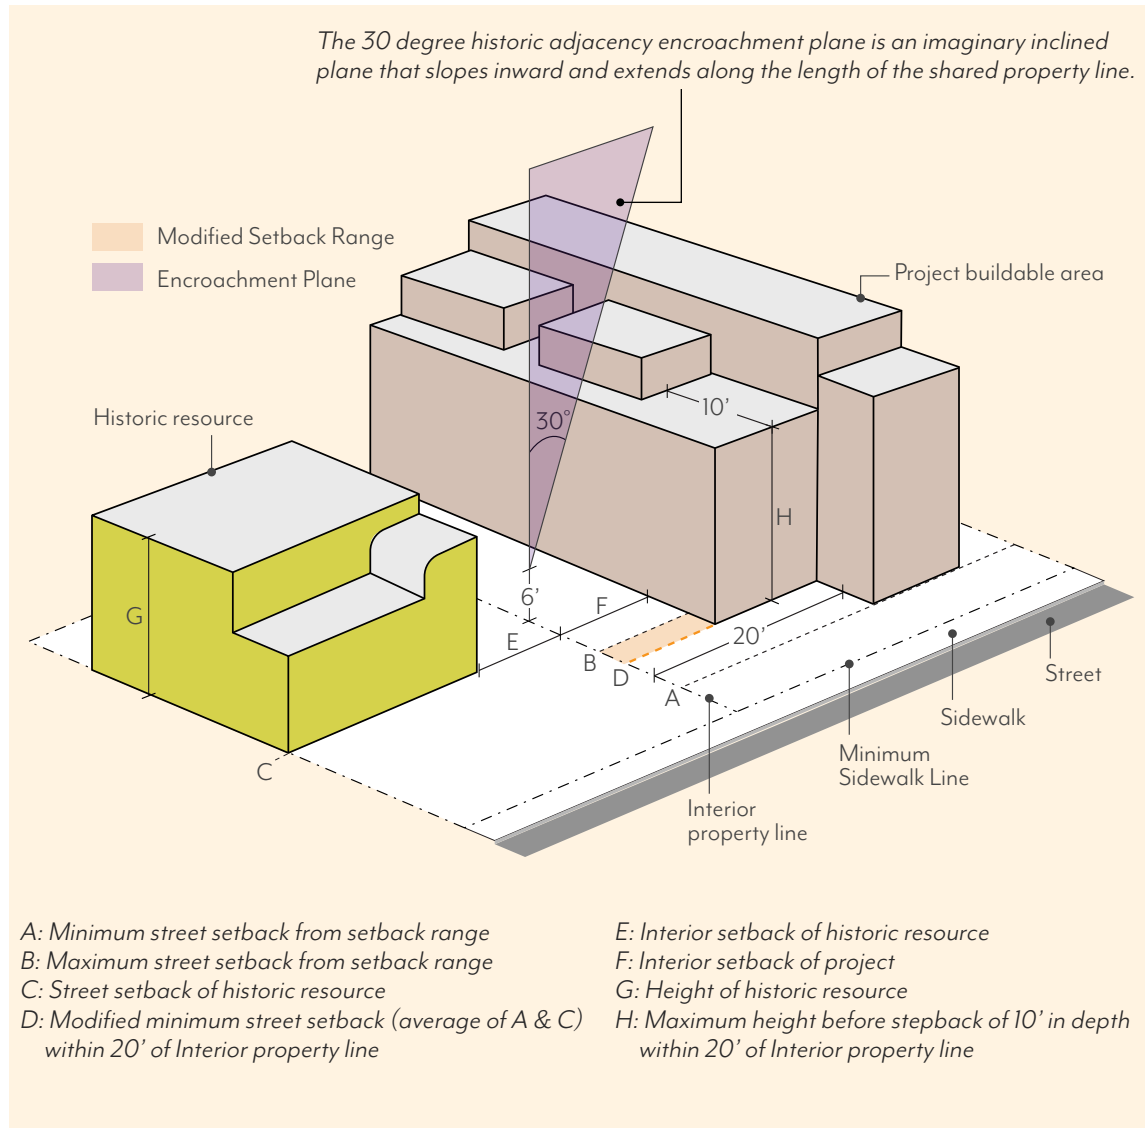 The 30 degree historic adjacency encroachment plane is an imaginary inclined
plane that slopes inward and extends along the length of the shared property line.
Modified Setback Range
Encroachment Plane
Project buildable area
Historic resource
10’
30°
H
G
6’
F
E
20’
B
D
A
C
Street
Sidewalk
Minimum
Sidewalk Line
Interior
property line
A: Minimum street setback from setback range
B: Maximum street setback from setback range
C: Street setback of historic resource
D: Modified minimum street setback (average of A & C)
within 20’ of Interior property line
E: Interior setback of historic resource
F: Interior setback of project
G: Height of historic resource
H: Maximum height before stepback of 10’ in depth
within 20’ of Interior property line